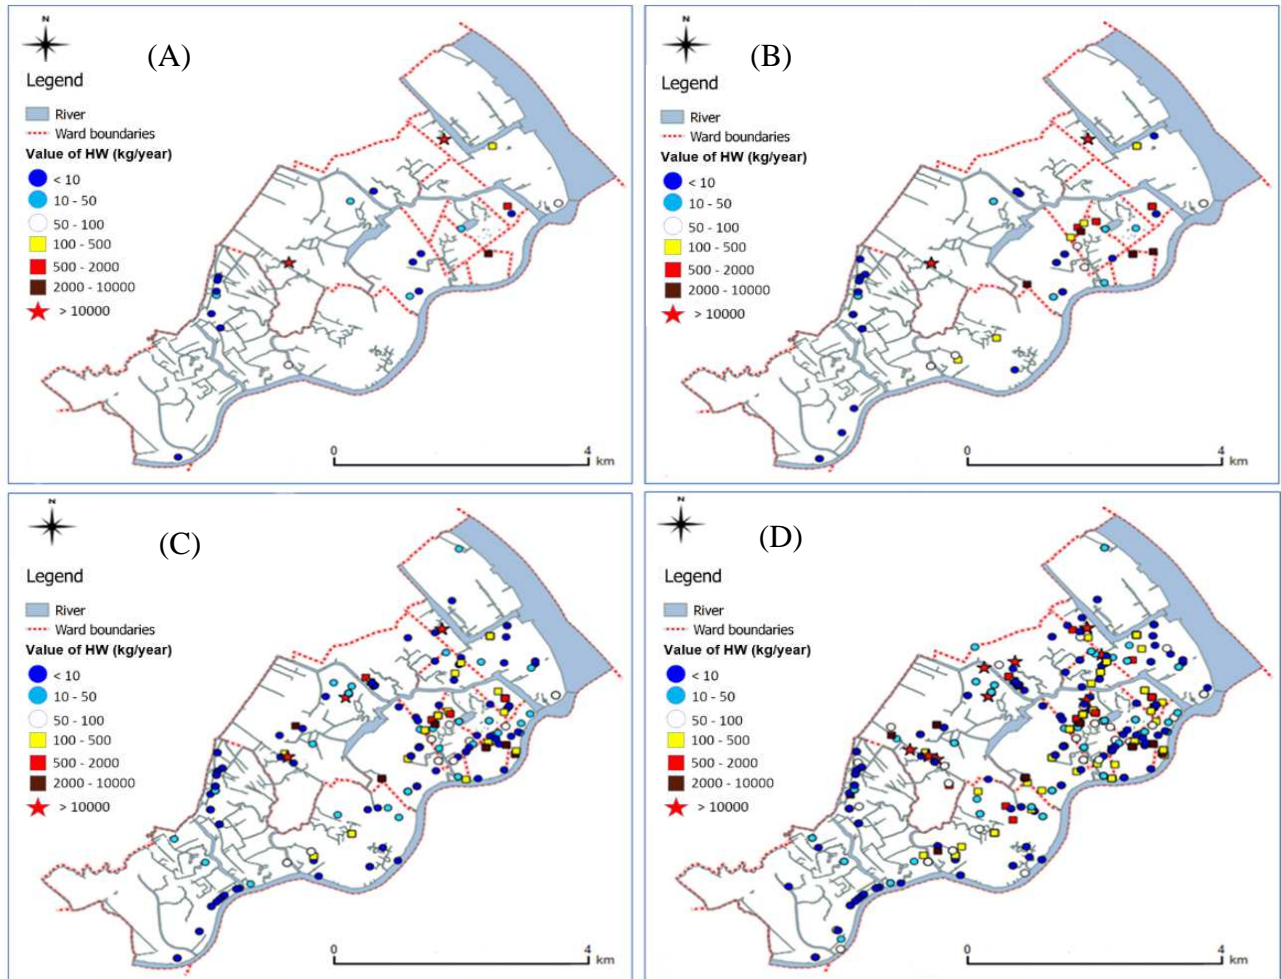 N
(A)
Legend
River
Ward boundaries
Value of HW (kg/year)
< 10
10 - 50
50 - 100
100 - 500
500 - 2000
2000 - 10000
> 10000
0 4
km
N
(B)
Legend
River
Ward boundaries
Value of HW (kg/year)
< 10
10 - 50
50 - 100
100 - 500
500 - 2000
2000 - 10000
> 10000
0 4
km
N
(C)
Legend
River
Ward boundaries
Value of HW (kg/year)
< 10
10 - 50
50 - 100
100 - 500
500 - 2000
2000 - 10000
> 10000
0 4
km
N
(D)
Legend
River
Ward boundaries
Value of HW (kg/year)
< 10
10 - 50
50 - 100
100 - 500
500 - 2000
2000 - 10000
> 10000
0 4
km